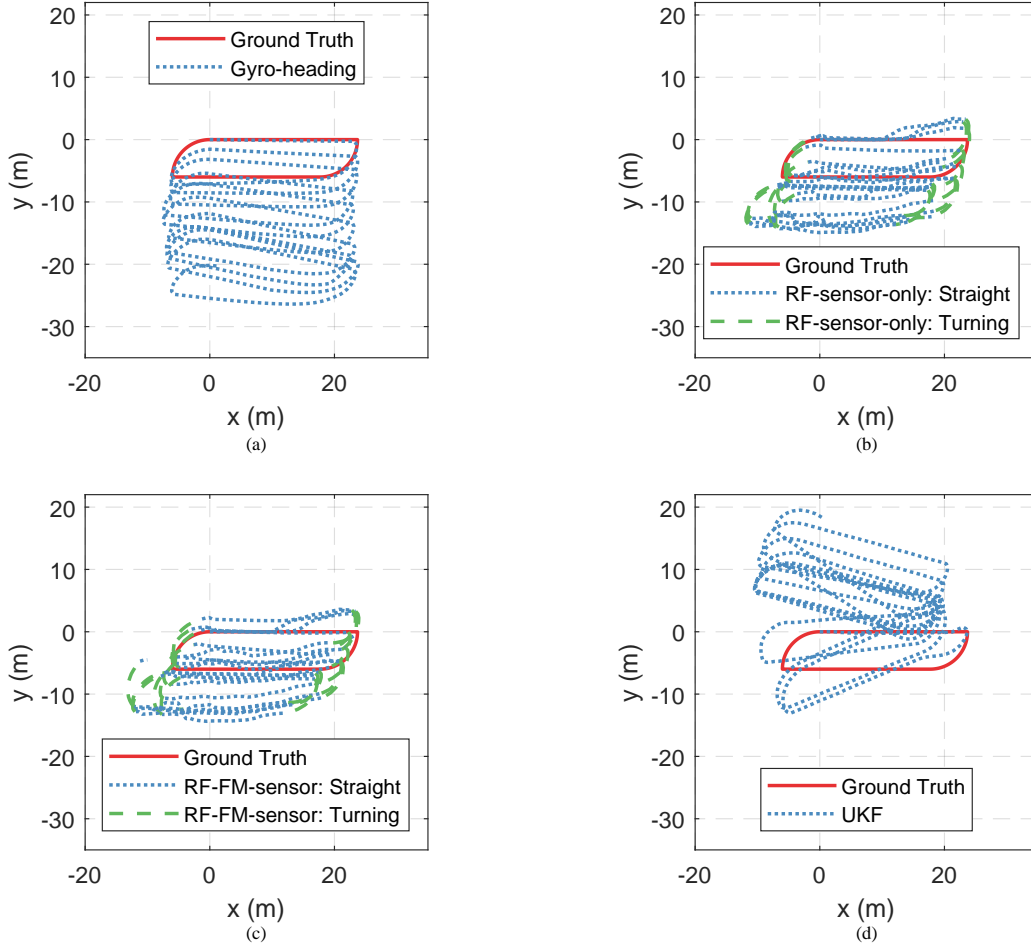 20
Ground Truth
10
Gyro-heading
0
-10
-20
-30
-20 0 20
x (m)
y (m)
(a)
20
10
0
-10
-20
Ground Truth
RF-sensor-only: Straight
-30
RF-sensor-only: Turning
-20 0 20
x (m)
y (m)
(b)
20
10
0
-10
-20
Ground Truth
RF-FM-sensor: Straight
-30
RF-FM-sensor: Turning
-20 0 20
x (m)
y (m)
(c)
20
10
0
-10
-20
Ground Truth
-30
UKF
-20 0 20
x (m)
y (m)
(d)